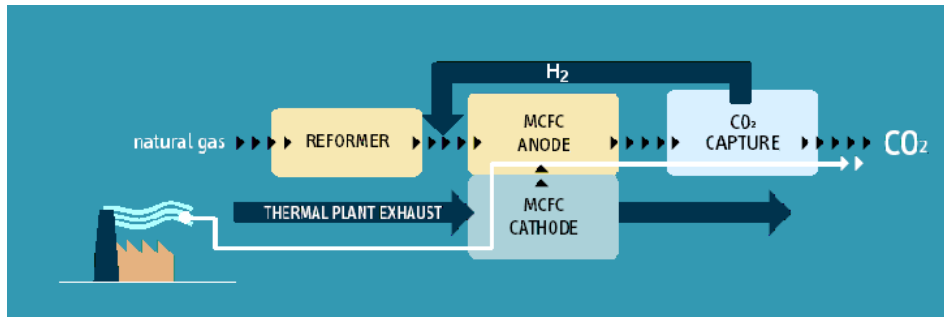 H₂
natural gas
REFORMER
MCFC
ANODE
CO₂
CAPTURE
CO₂
THERMAL PLANT EXHAUST
MCFC
CATHODE